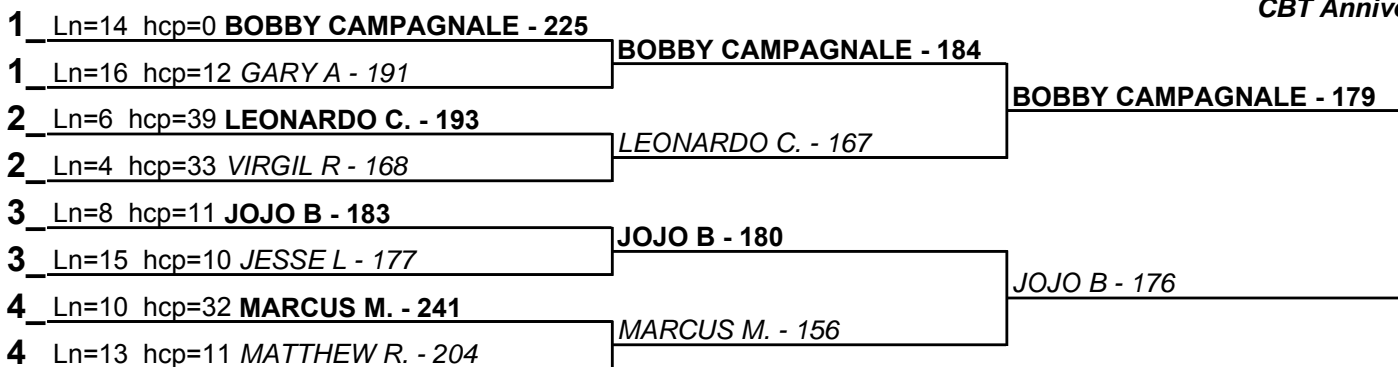 CBT Annive
1_ Ln=14 hcp=0 BOBBY CAMPAGNALE - 225
BOBBY CAMPAGNALE - 184
1_ Ln=16 hcp=12 GARY A - 191
BOBBY CAMPAGNALE - 179
2_ Ln=6 hcp=39 LEONARDO C. - 193
LEONARDO C. - 167
2_ Ln=4 hcp=33 VIRGIL R - 168
3_ Ln=8 hcp=11 JOJO B - 183
JOJO B - 180
3_ Ln=15 hcp=10 JESSE L - 177
JOJO B - 176
4_ Ln=10 hcp=32 MARCUS M. - 241
MARCUS M. - 156
4 Ln=13 hcp=11 MATTHEW R. - 204